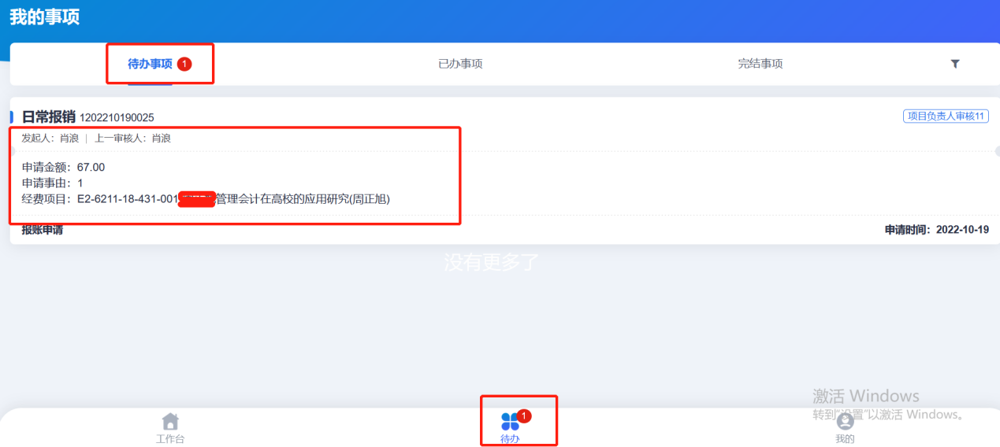 我的事项
待办事项 1
已办事项
完结事项
日常报销 1202210190025
项目负责人审核11
发起人：肖浪 | 上一审核人：肖浪
申请金额：67.00
申请事由：1
经费项目：E2-6211-18-431-001 管理会计在高校的应用研究(周正旭)
报账申请
申请时间：2022-10-19
没有更多了
激活 Windows
转到"设置"以激活 Windows。
工作台
1
待办
我的